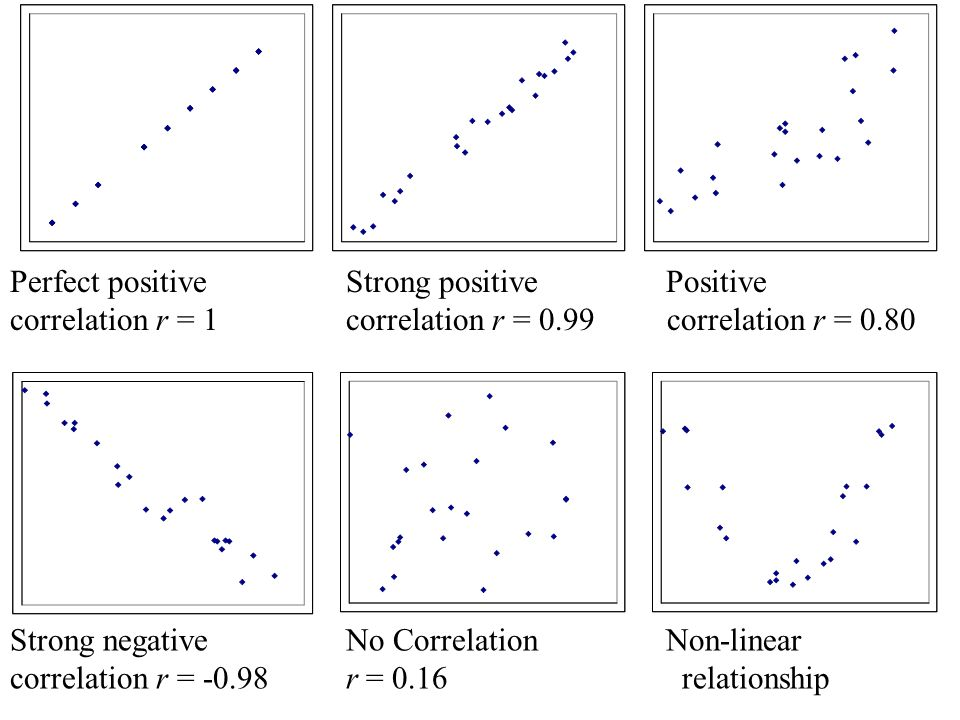 Perfect positive
correlation r = 1
Strong positive
correlation r = 0.99
Positive
correlation r = 0.80
Strong negative
correlation r = -0.98
No Correlation
r = 0.16
Non-linear
relationship